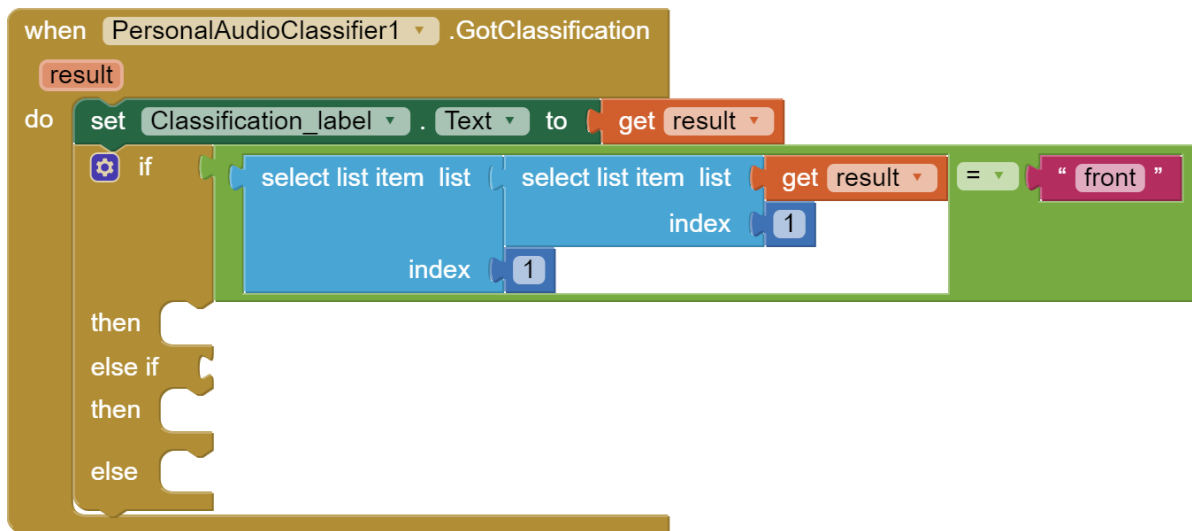 when PersonalAudioClassifier1 .GotClassification
result
do set Classification_label . Text to get result
if select list item list select list item list get result = “ front ”
index 1
index 1
then
else if
then
else